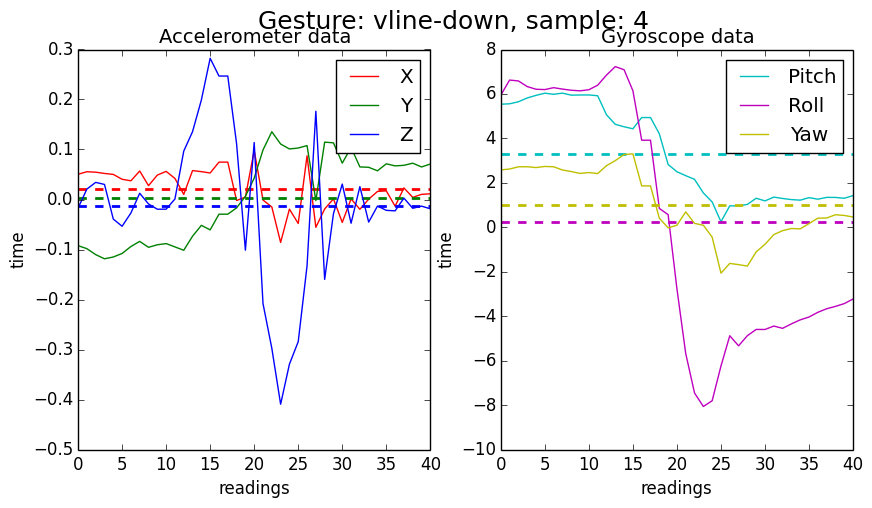 Gesture: vline-down, sample: 4
Accelerometer data
0.3
0.2
0.1
0.0
−0.1
−0.2
−0.3
−0.4
−0.5
time
0 5 10 15 20 25 30 35 40
readings
X
Y
Z
Gyroscope data
8
6
4
2
0
−2
−4
−6
−8
−10
time
0 5 10 15 20 25 30 35 40
readings
Pitch
Roll
Yaw